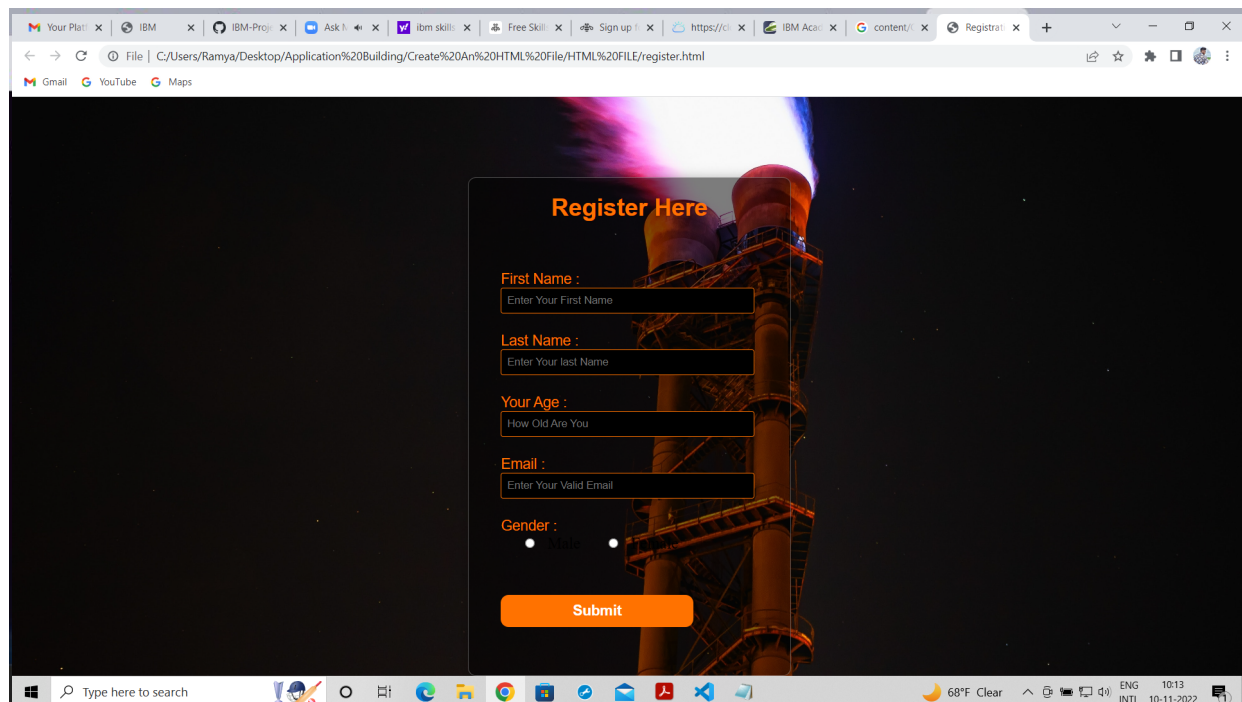 Your Plat
IBM
IBM-Proje
Ask N
ibm skills
Free Skill
Sign up f
https://cl
IBM Acad
content/
Registrati
File
C:/Users/Ramya/Desktop/Application%20Building/Create%20An%20HTML%20File/HTML%20FILE/register.html
Gmail
YouTube
Maps
Register Here
First Name :
Enter Your First Name
Last Name :
Enter Your last Name
Your Age :
How Old Are You
Email :
Enter Your Valid Email
Gender :
Male
Submit
Type here to search
68°F Clear
ENG
INTL
10:13
10-11-2022